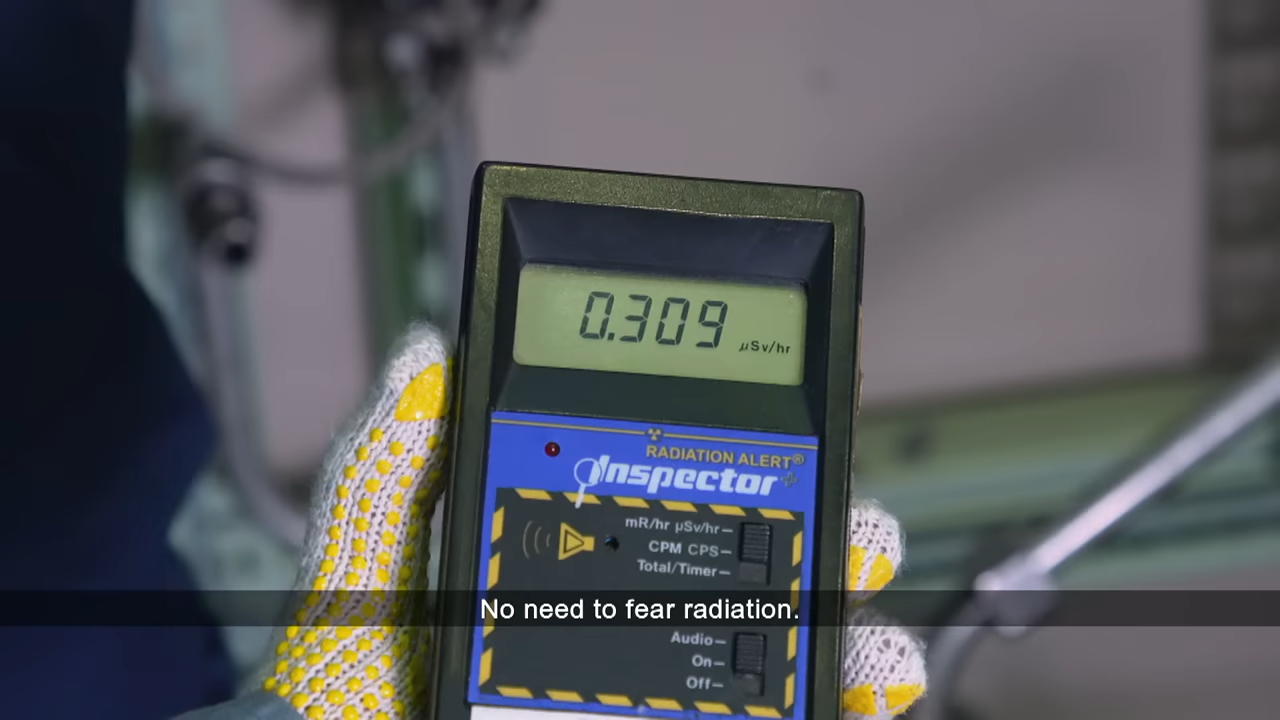 0.309
µSv/hr
RADIATION ALERT®
Inspector+
mR/hr µSv/hr
CPM CPS
Total/Timer
No need to fear radiation.
Audio
On
Off